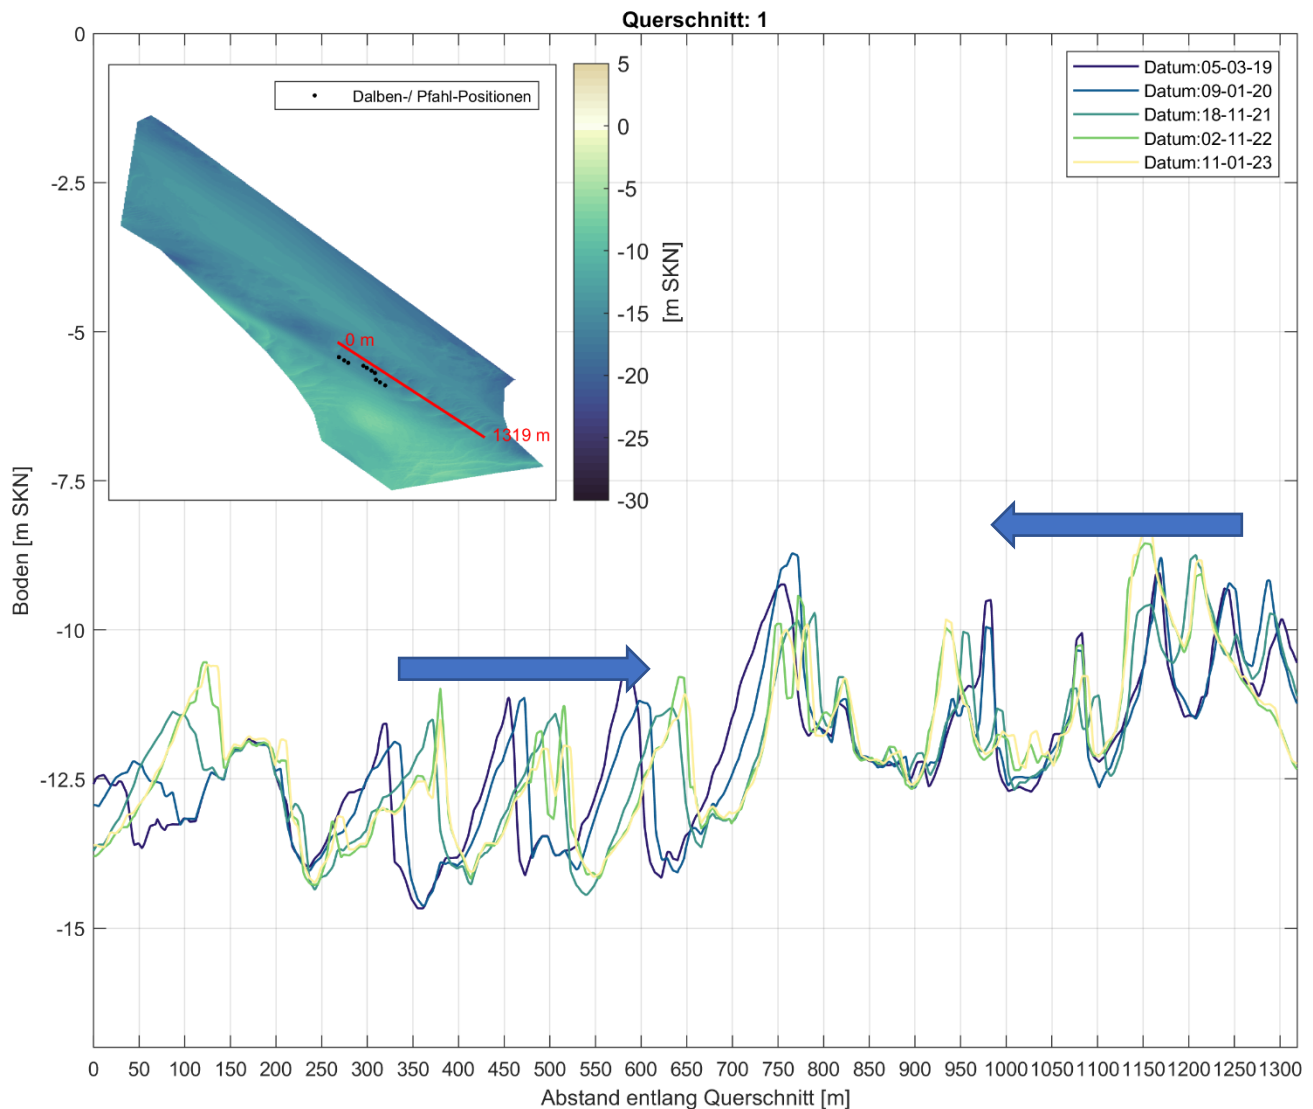 Querschnitt: 1
0
-2.5
-5
-7.5
-10
-12.5
-15
Boden [m SKN]
Dalben-/ Pfahl-Positionen
0 m
1319 m
5
0
-5
-10
-15
-20
-25
-30
[m SKN]
Datum:05-03-19
Datum:09-01-20
Datum:18-11-21
Datum:02-11-22
Datum:11-01-23
0 50 100 150 200 250 300 350 400 450 500 550 600 650 700 750 800 850 900 950 1000 1050 1100 1150 1200 1250 1300
Abstand entlang Querschnitt [m]